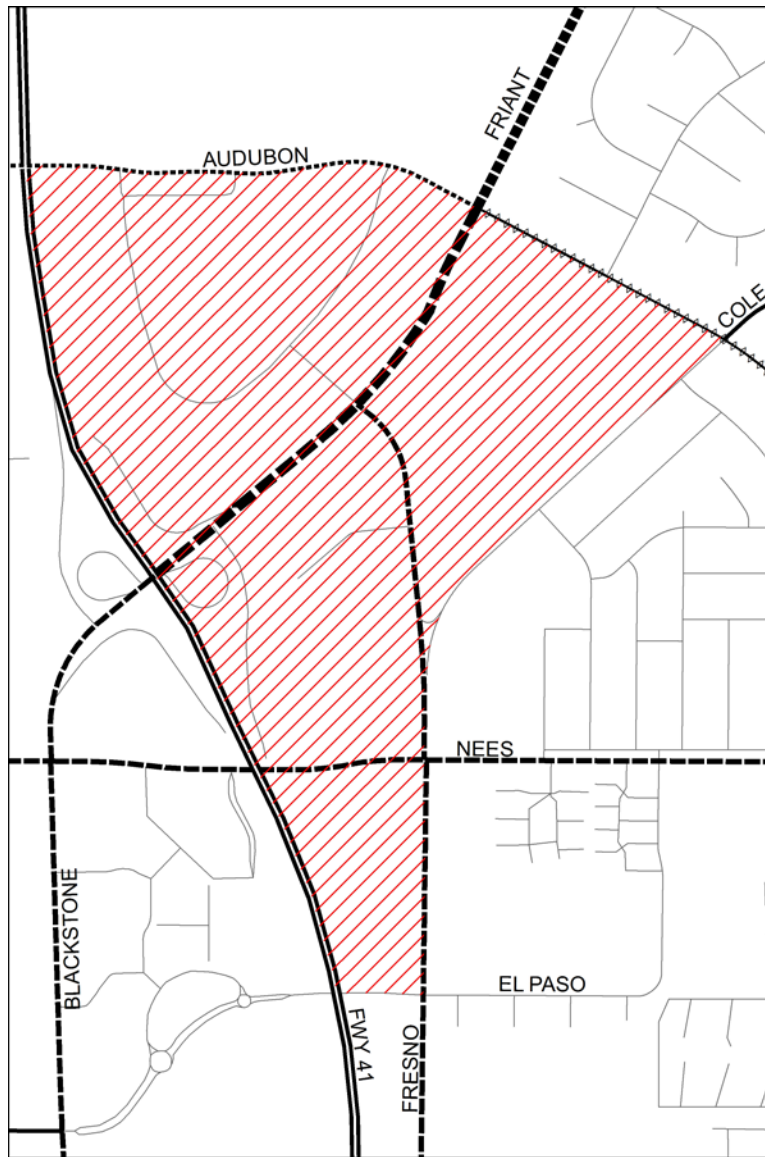 FRIANT
AUDUBON
COLE
NEES
BLACKSTONE
EL PASO
FWY 41
FRESNO